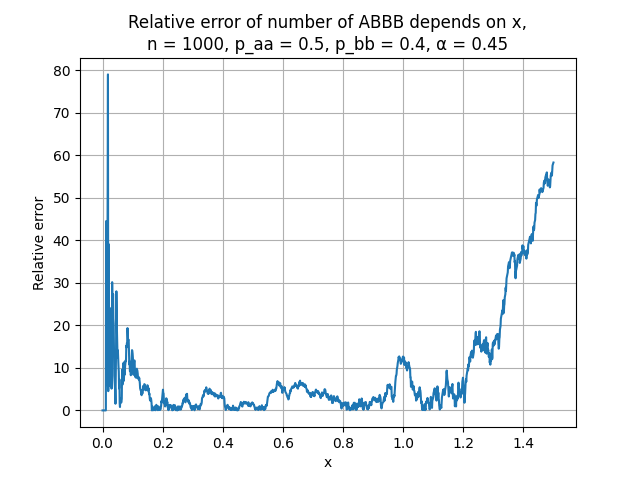 Relative error of number of ABBB depends on x,
n = 1000, p_aa = 0.5, p_bb = 0.4, α = 0.45
80
70
60
50
40
30
20
10
0
Relative error
0.0 0.2 0.4 0.6 0.8 1.0 1.2 1.4
x